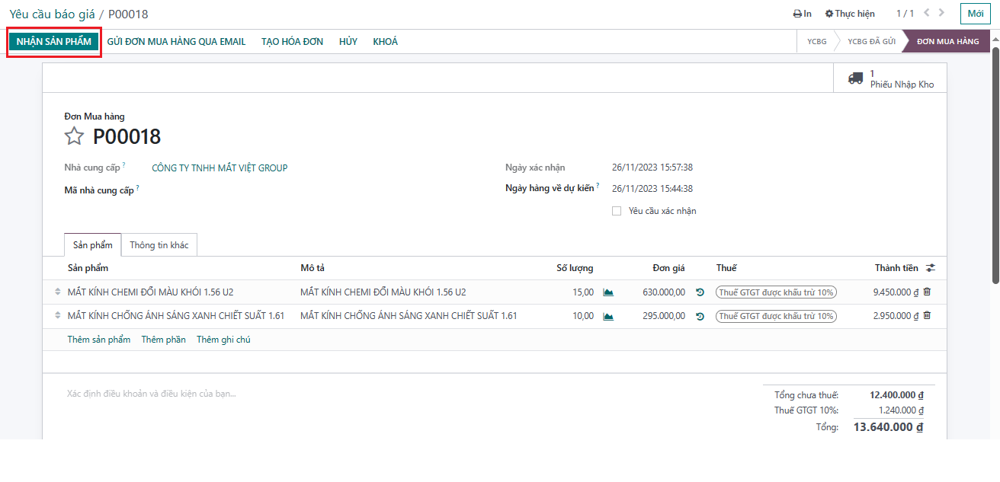 Yêu cầu báo giá / P00018
In
Thực hiện
1 / 1
Mới
NHẬN SẢN PHẨM
GỬI ĐƠN MUA HÀNG QUA EMAIL
TẠO HÓA ĐƠN
HỦY
KHOÁ
YCBG
YCBG ĐÃ GỬI
ĐƠN MUA HÀNG
1
Phiếu Nhập Kho
Đơn Mua hàng
P00018
Nhà cung cấp ? CÔNG TY TNHH MẮT VIỆT GROUP
Ngày xác nhận 26/11/2023 15:57:38
Mã nhà cung cấp ?
Ngày hàng về dự kiến ? 26/11/2023 15:44:38
Yêu cầu xác nhận
Sản phẩm
Thông tin khác
Sản phẩm Mô tả Số lượng Đơn giá Thuế Thành tiền
MẮT KÍNH CHEMI ĐỔI MÀU KHÓI 1.56 U2 MẮT KÍNH CHEMI ĐỔI MÀU KHÓI 1.56 U2 15,00 630.000,00 Thuế GTGT được khấu trừ 10% 9.450.000 ₫
MẮT KÍNH CHỐNG ÁNH SÁNG XANH CHIẾT SUẤT 1.61 MẮT KÍNH CHỐNG ÁNH SÁNG XANH CHIẾT SUẤT 1.61 10,00 295.000,00 Thuế GTGT được khấu trừ 10% 2.950.000 ₫
Thêm sản phẩm Thêm phần Thêm ghi chú
Xác định điều khoản và điều kiện của bạn...
Tổng chưa thuế: 12.400.000 ₫
Thuế GTGT 10%: 1.240.000 ₫
Tổng: 13.640.000 ₫